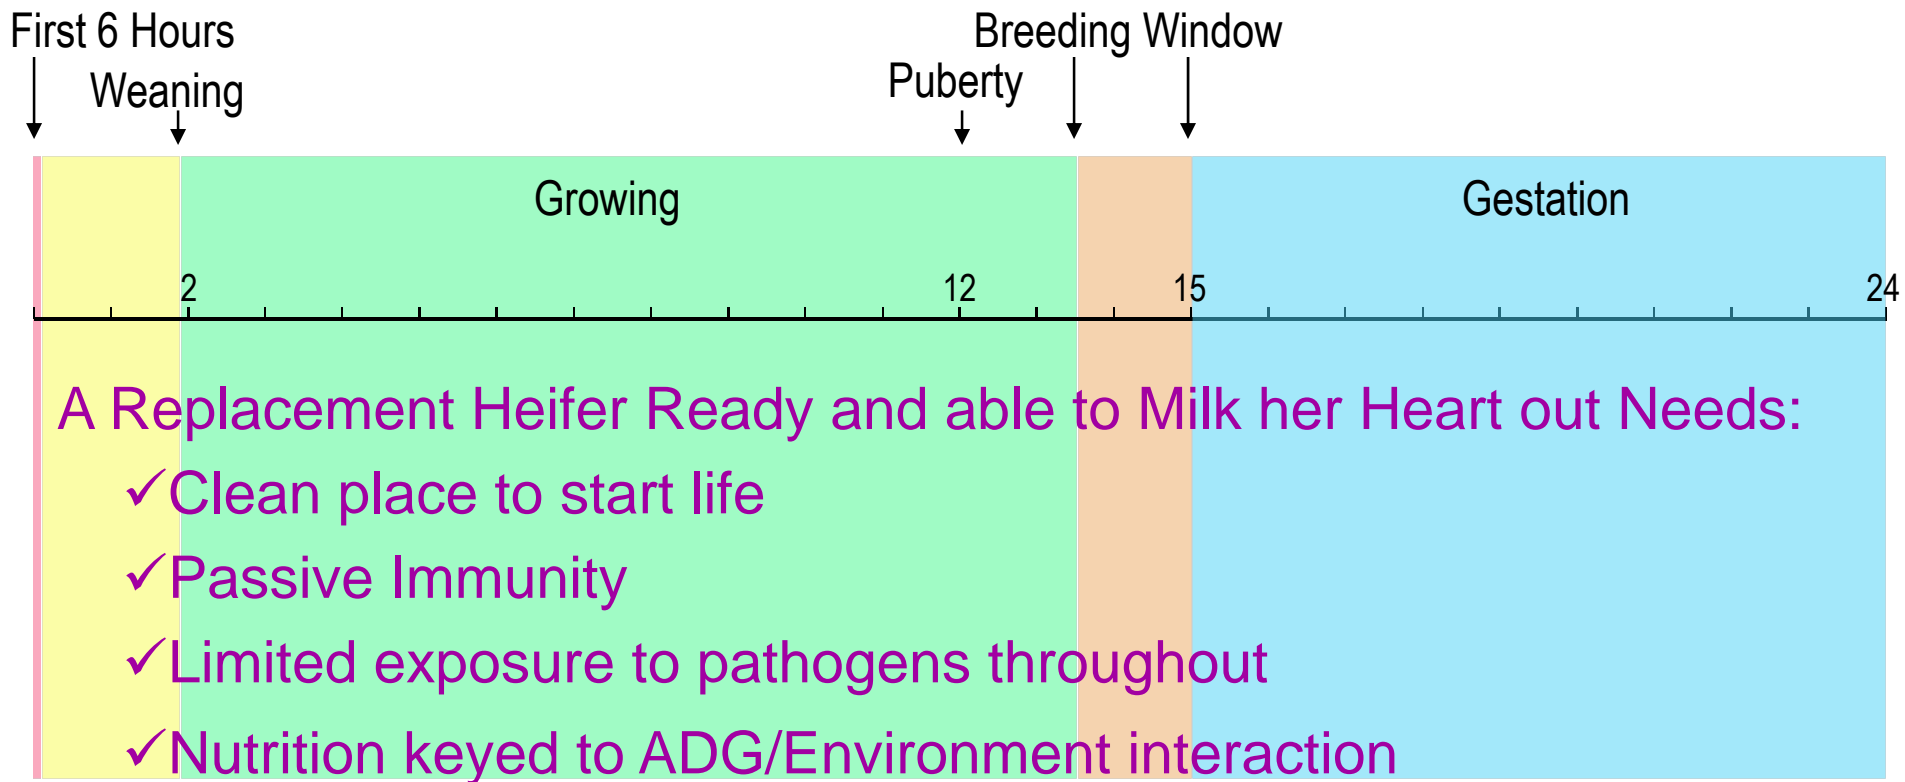 First 6 Hours
Breeding Window
Weaning
Puberty
Growing
Gestation
2
12
15
24
A Replacement Heifer Ready and able to Milk her Heart out Needs:
✓Clean place to start life
✓Passive Immunity
✓Limited exposure to pathogens throughout
✓Nutrition keyed to ADG/Environment interaction